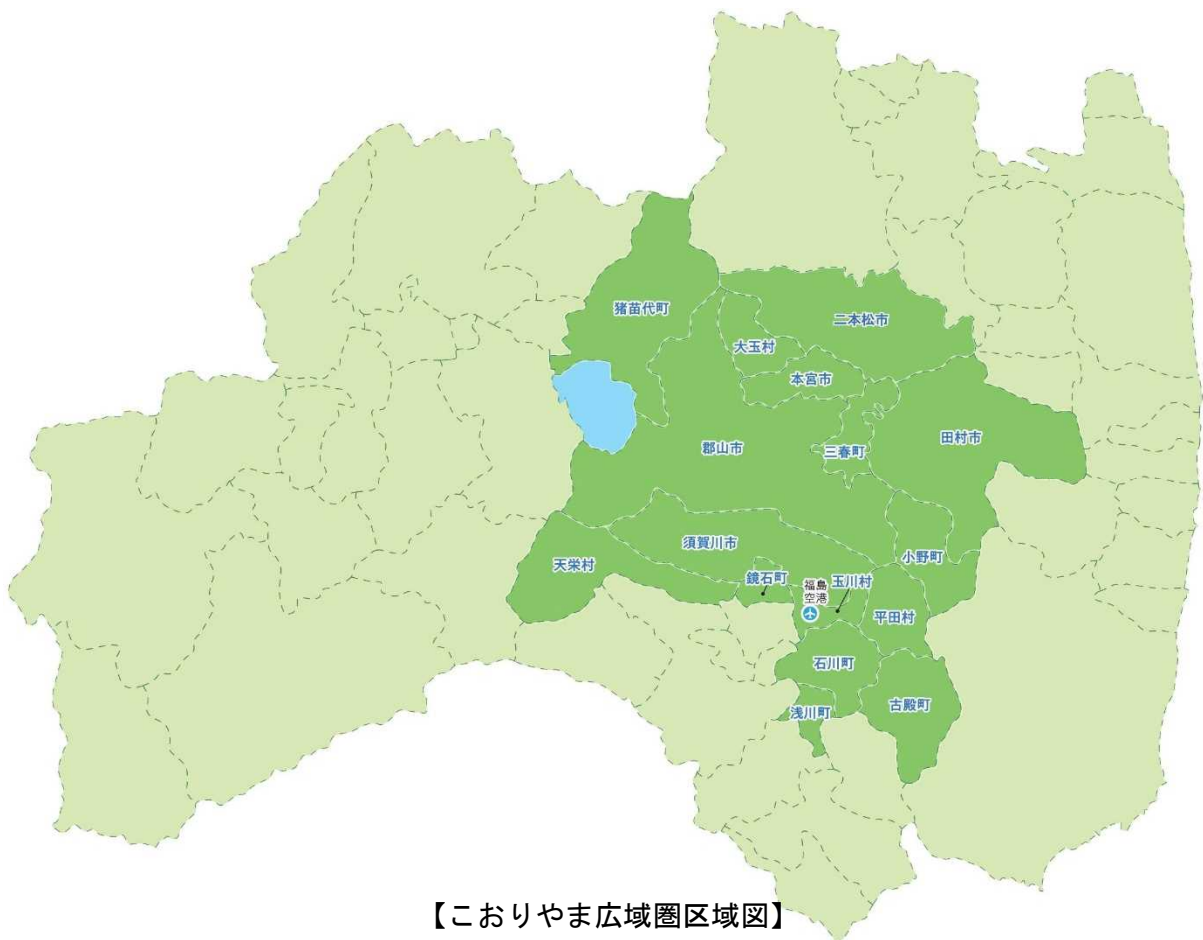 猪苗代町
二本松市
大玉村
本宮市
郡山市
三春町
田村市
須賀川市
小野町
天栄村
鏡石町
福島
空港
玉川村
平田村
石川町
古殿町
浅川町
【こおりやま広域圏区域図】